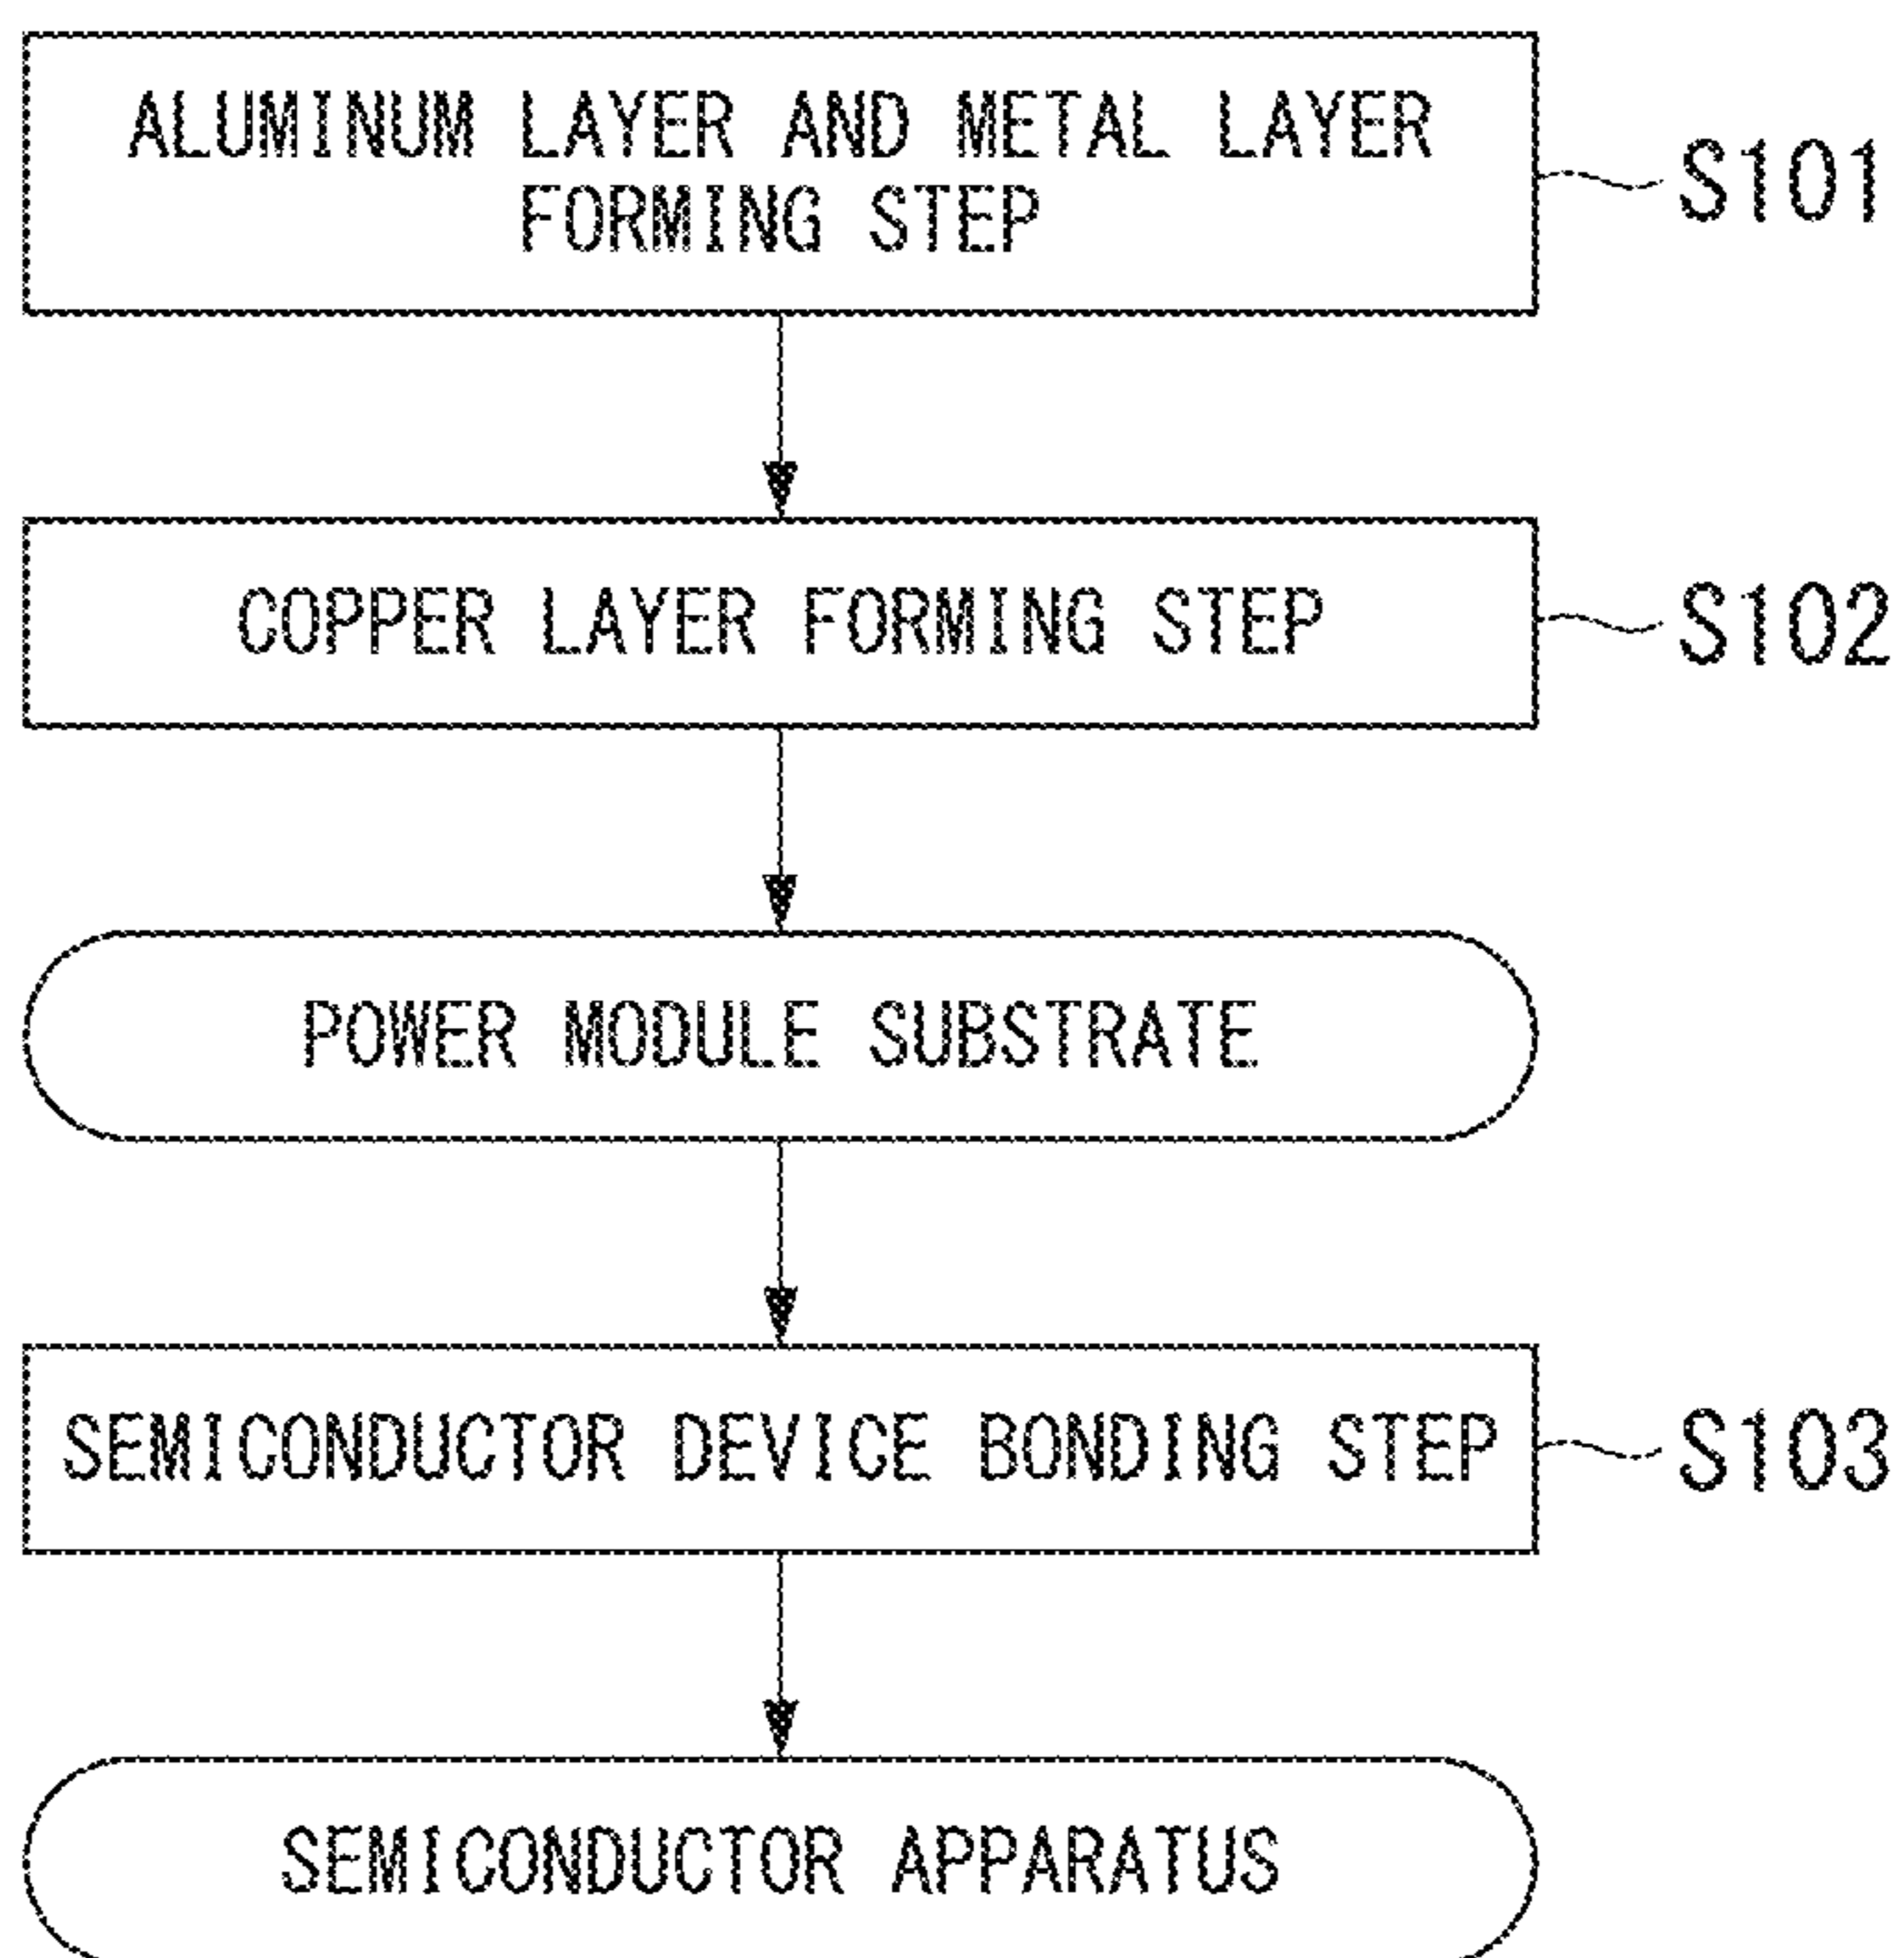 ALUMINUM LAYER AND METAL LAYER
FORMING STEP
S101
COPPER LAYER FORMING STEP
S102
POWER MODULE SUBSTRATE
SEMICONDUCTOR DEVICE BONDING STEP
S103
SEMICONDUCTOR APPARATUS